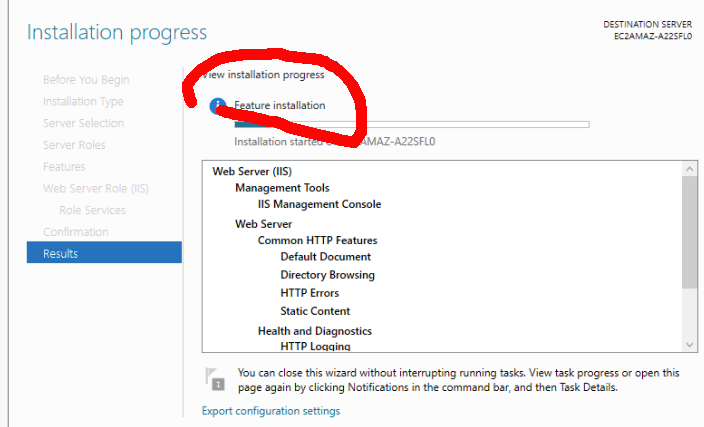 Installation progress
DESTINATION SERVER
EC2AMAZ-A22SFL0
Before You Begin
Installation Type
Server Selection
Server Roles
Features
Web Server Role (IIS)
Role Services
Confirmation
Results
View installation progress
Feature installation
Installation started AMAZ-A22SFL0
Web Server (IIS)
Management Tools
IIS Management Console
Web Server
Common HTTP Features
Default Document
Directory Browsing
HTTP Errors
Static Content
Health and Diagnostics
HTTP Logging
1
You can close this wizard without interrupting running tasks. View task progress or open this
page again by clicking Notifications in the command bar, and then Task Details.
Export configuration settings